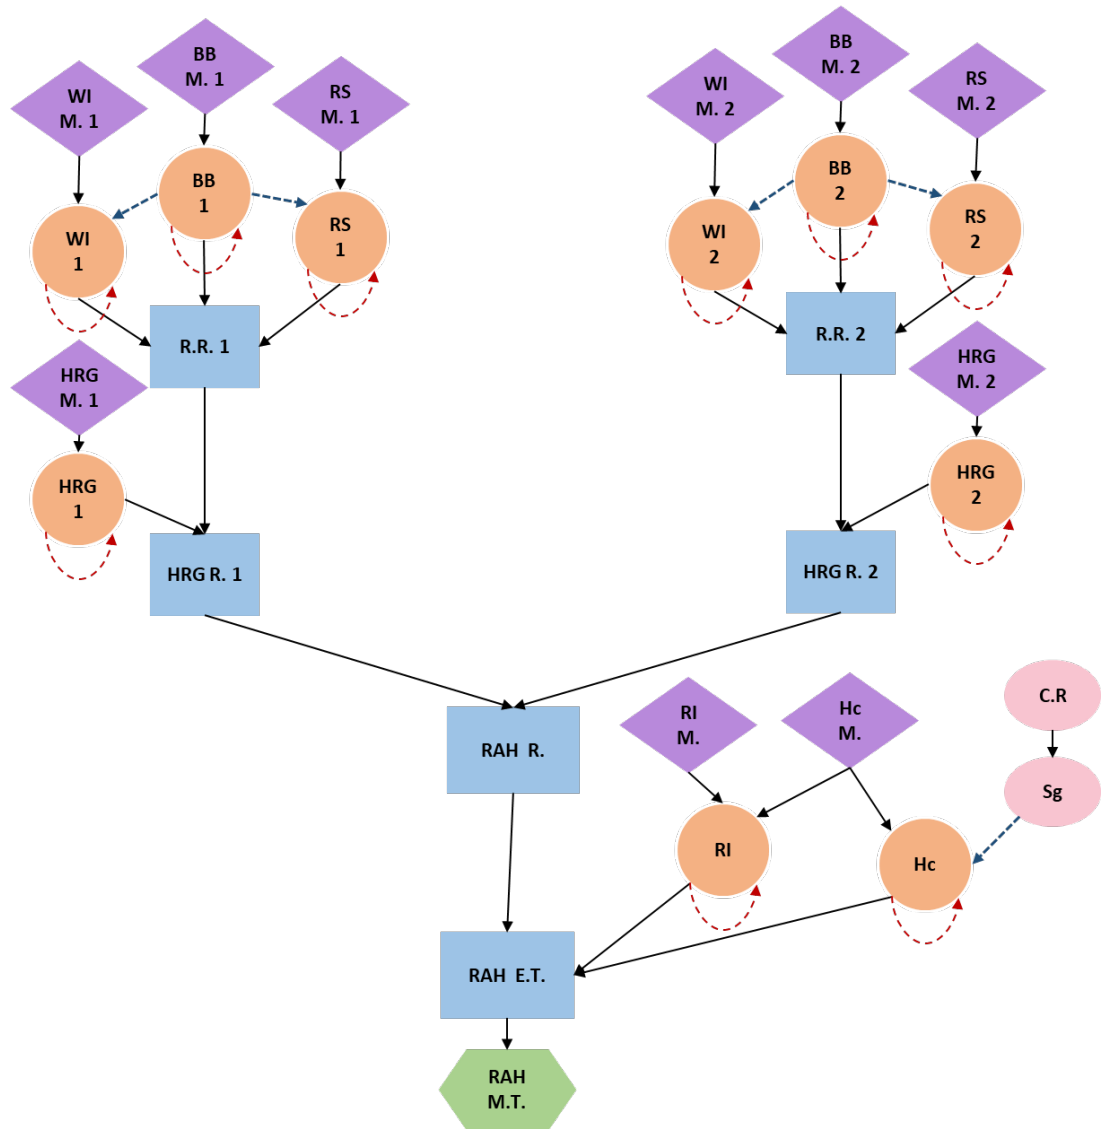 BB
M. 1
WI
M. 1
RS
M. 1
BB
1
WI
1
RS
1
R.R. 1
HRG
M. 1
HRG
1
HRG R. 1
BB
M. 2
WI
M. 2
RS
M. 2
BB
2
WI
2
RS
2
R.R. 2
HRG
M. 2
HRG
2
HRG R. 2
RAH R.
RI
M.
Hc
M.
C.R
Sg
RI
Hc
RAH E.T.
RAH
M.T.